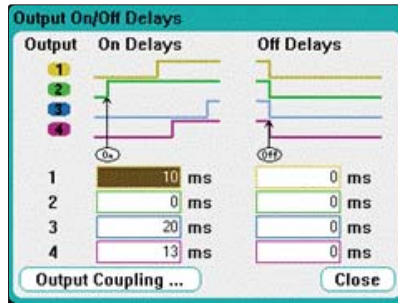 Output On/Off Delays
Output On Delays Off Delays
1
2
3
4
On Off
1 10 ms 0 ms
2 0 ms 0 ms
3 20 ms 0 ms
4 13 ms 0 ms
Output Coupling ... Close